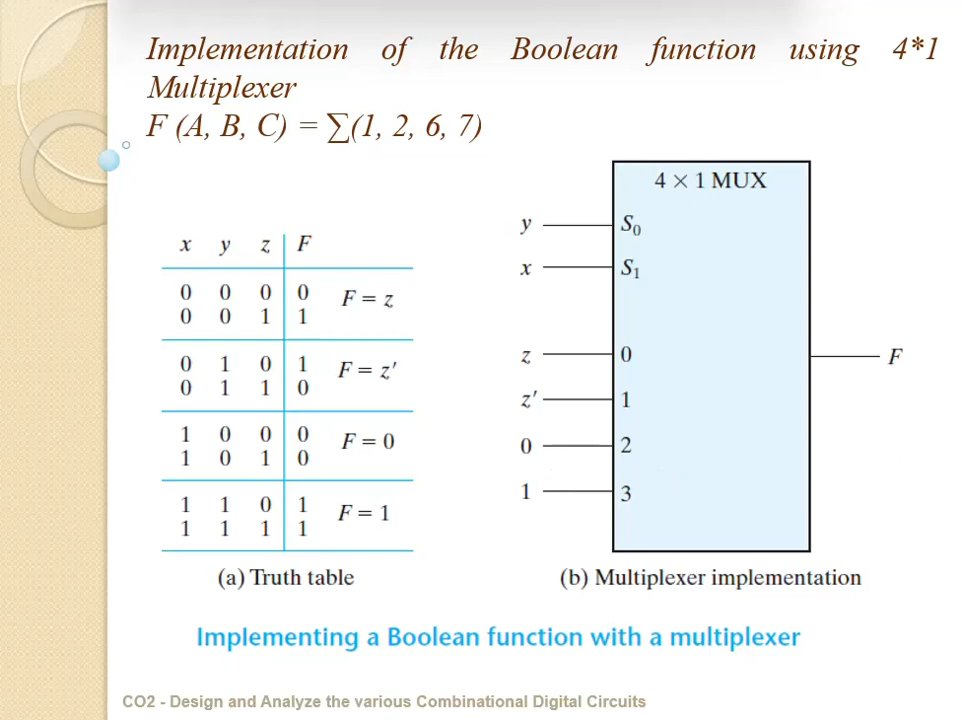 Implementation of the Boolean function using 4*1
Multiplexer
F (A, B, C) = ∑(1, 2, 6, 7)
x y z F
0 0 0 0
0 0 1 1
F = z
0 1 0 1
0 1 1 0
F = z′
1 0 0 0
1 0 1 0
F = 0
1 1 0 1
1 1 1 1
F = 1
(a) Truth table
4 × 1 MUX
y S₀
x S₁
z 0
z′ 1
0 2
1 3
F
(b) Multiplexer implementation
Implementing a Boolean function with a multiplexer
CO2 - Design and Analyze the various Combinational Digital Circuits